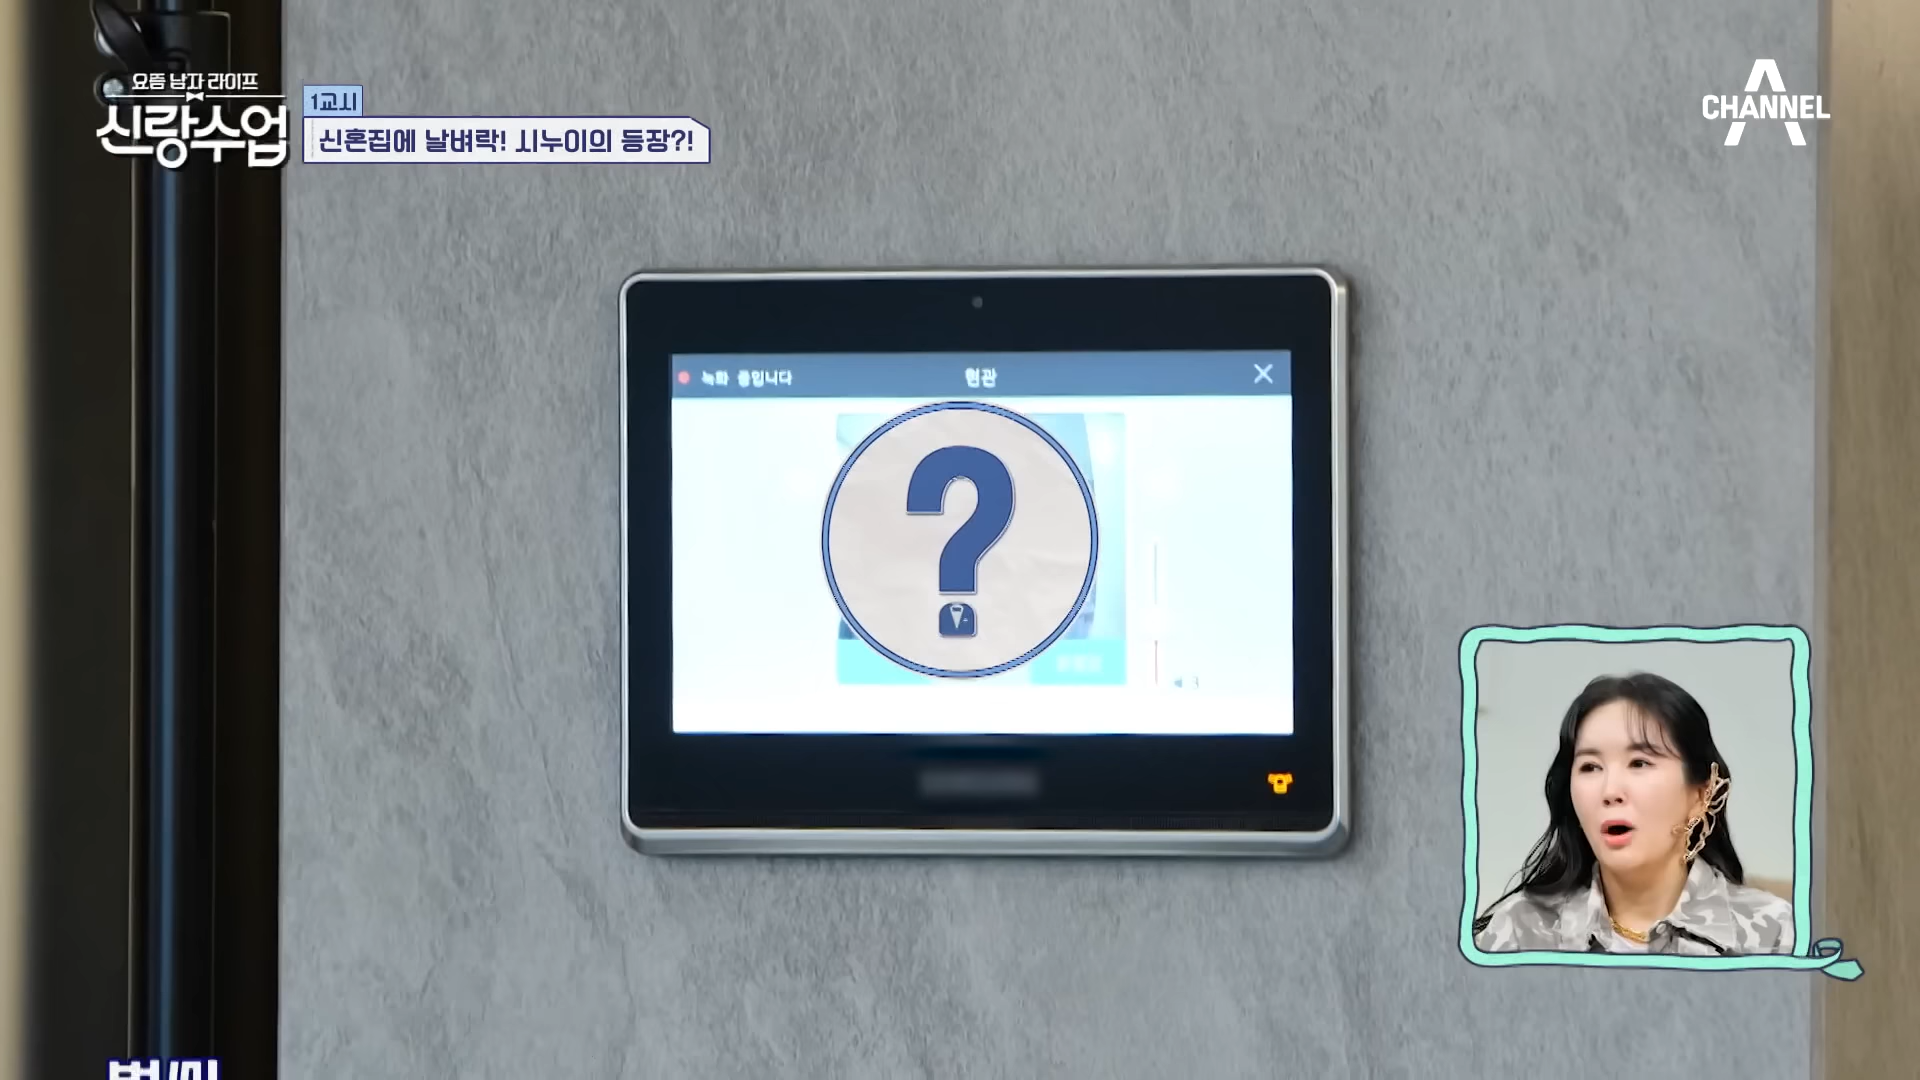 요즘 남자 라이프
신랑수업
1교시
신혼집에 날벼락! 시누이의 등장?!
CHANNEL A
녹화 중입니다
현관
?